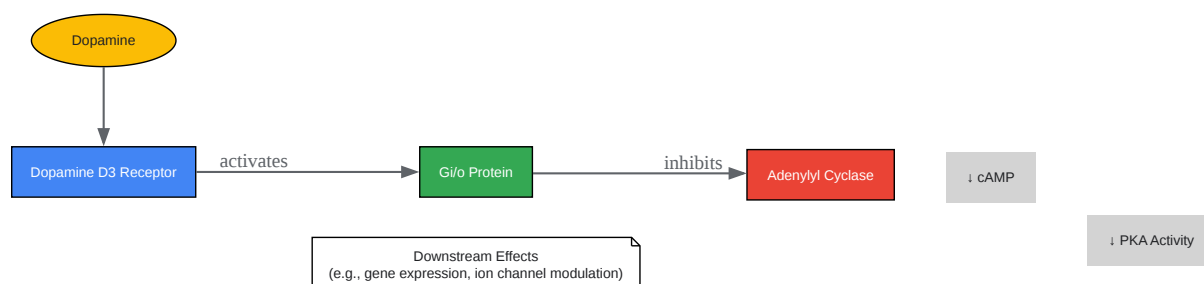 Dopamine
Dopamine D3 Receptor
activates
Gi/o Protein
inhibits
Adenylyl Cyclase
↓ cAMP
↓ PKA Activity
Downstream Effects
(e.g., gene expression, ion channel modulation)